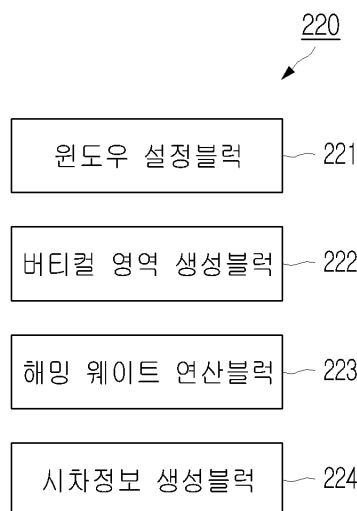 220
윈도우 설정블럭 221
버티컬 영역 생성블럭 222
해밍 웨이트 연산블럭 223
시차정보 생성블럭 224